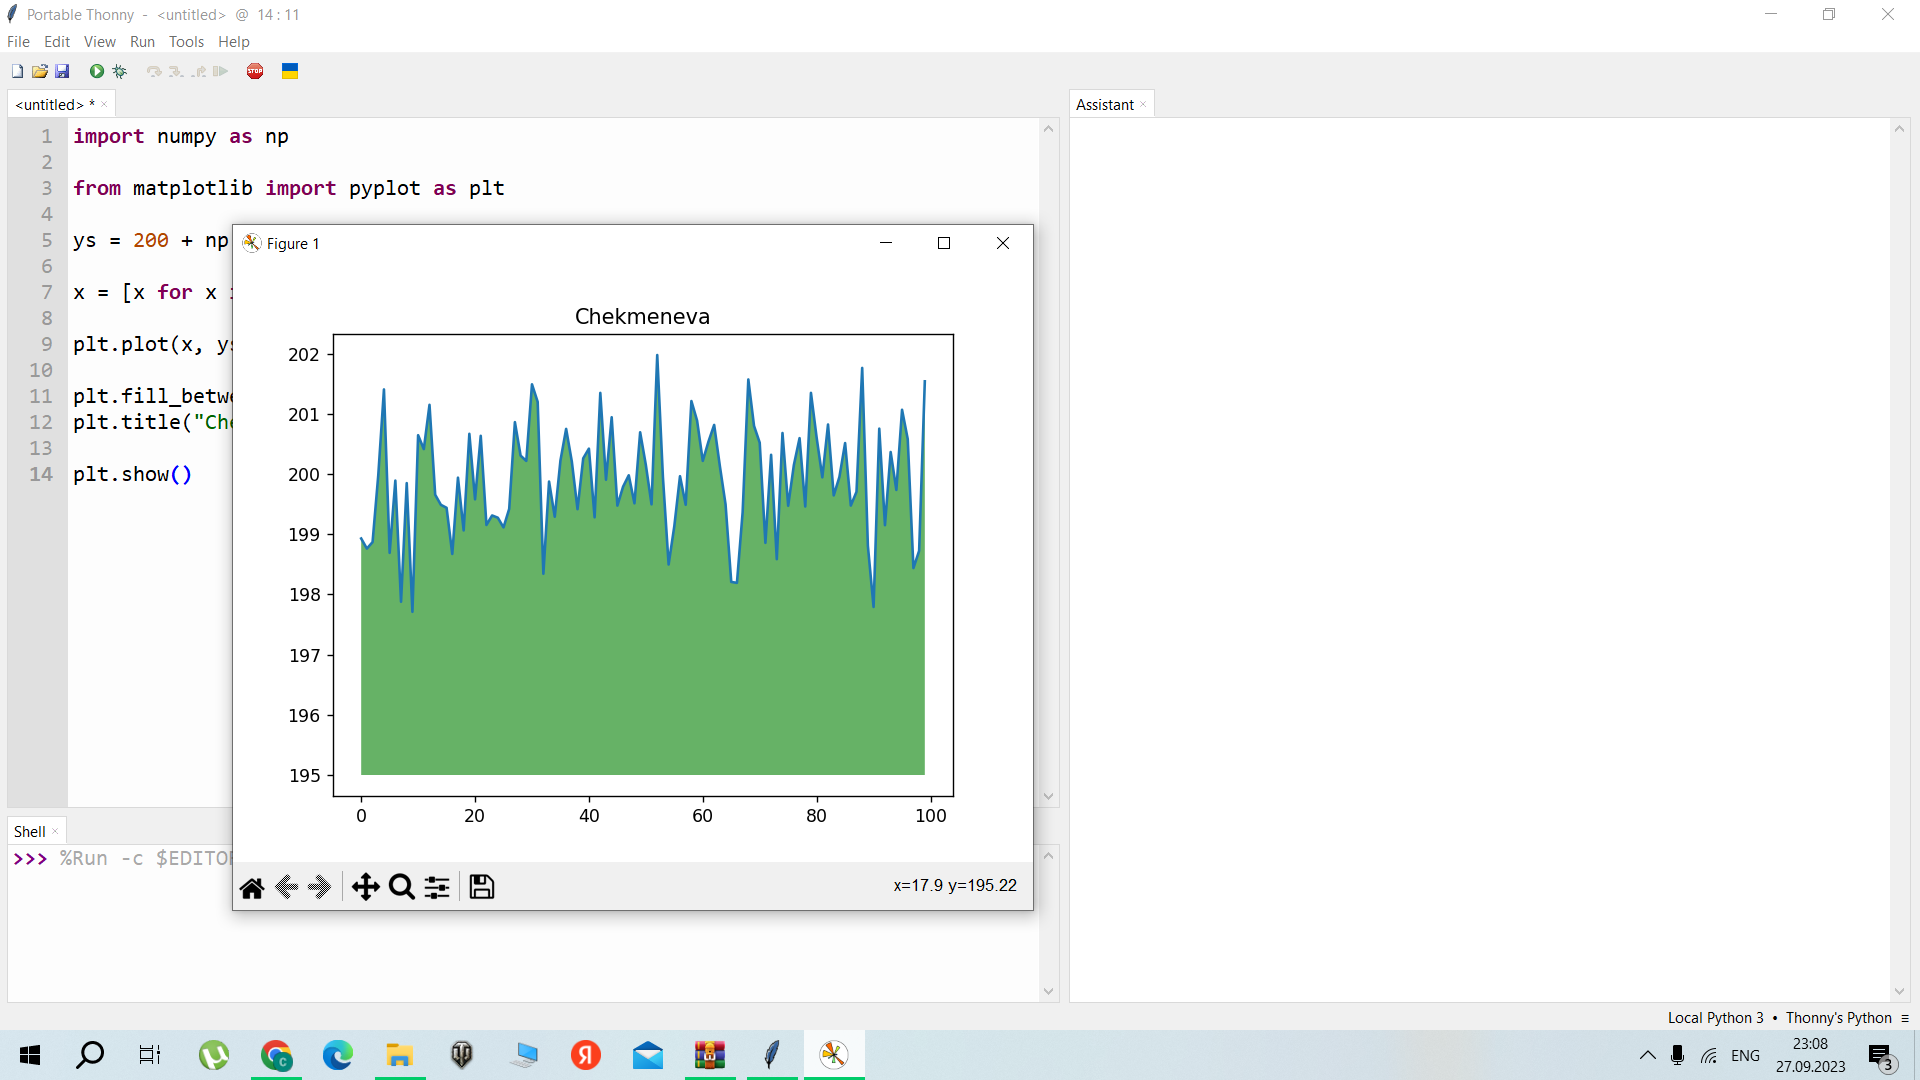 Portable Thonny - <untitled> @ 14 : 11
File Edit View Run Tools Help
STOP
<untitled> *
Assistant
1 import numpy as np
2
3 from matplotlib import pyplot as plt
4
5 ys = 200 + np
6
7 x = [x for x
8
9 plt.plot(x, ys
10
11 plt.fill_betwe
12 plt.title("Che
13
14 plt.show()
Figure 1
Chekmeneva
202
201
200
199
198
197
196
195
0 20 40 60 80 100
x=17.9 y=195.22
Shell
>>> %Run -c $EDITO
Local Python 3 • Thonny's Python ≡
C
Я
ENG
23:08
27.09.2023
3